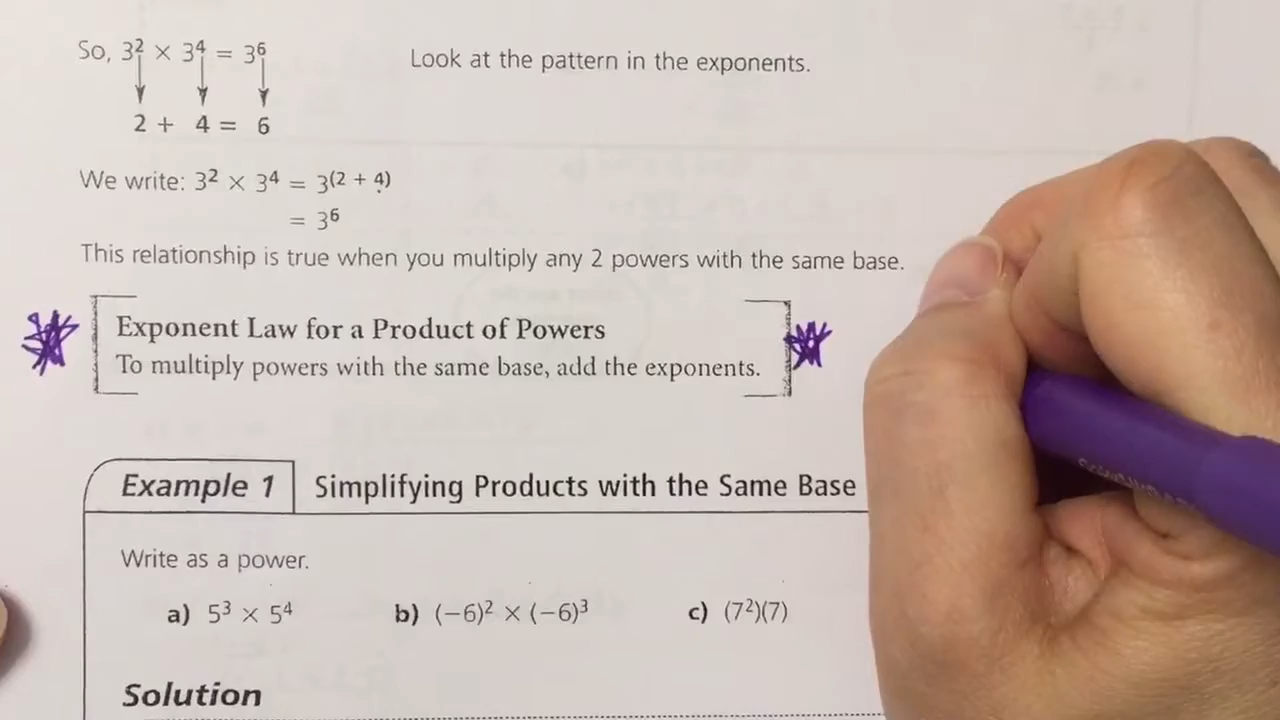 So, 3² × 3⁴ = 3⁶
Look at the pattern in the exponents.
2 + 4 = 6
We write: 3² × 3⁴ = 3⁽² ⁺ ⁴⁾
= 3⁶
This relationship is true when you multiply any 2 powers with the same base.
Exponent Law for a Product of Powers
To multiply powers with the same base, add the exponents.
Example 1 Simplifying Products with the Same Base
Write as a power.
a) 5³ × 5⁴ b) (−6)² × (−6)³ c) (7²)(7)
Solution